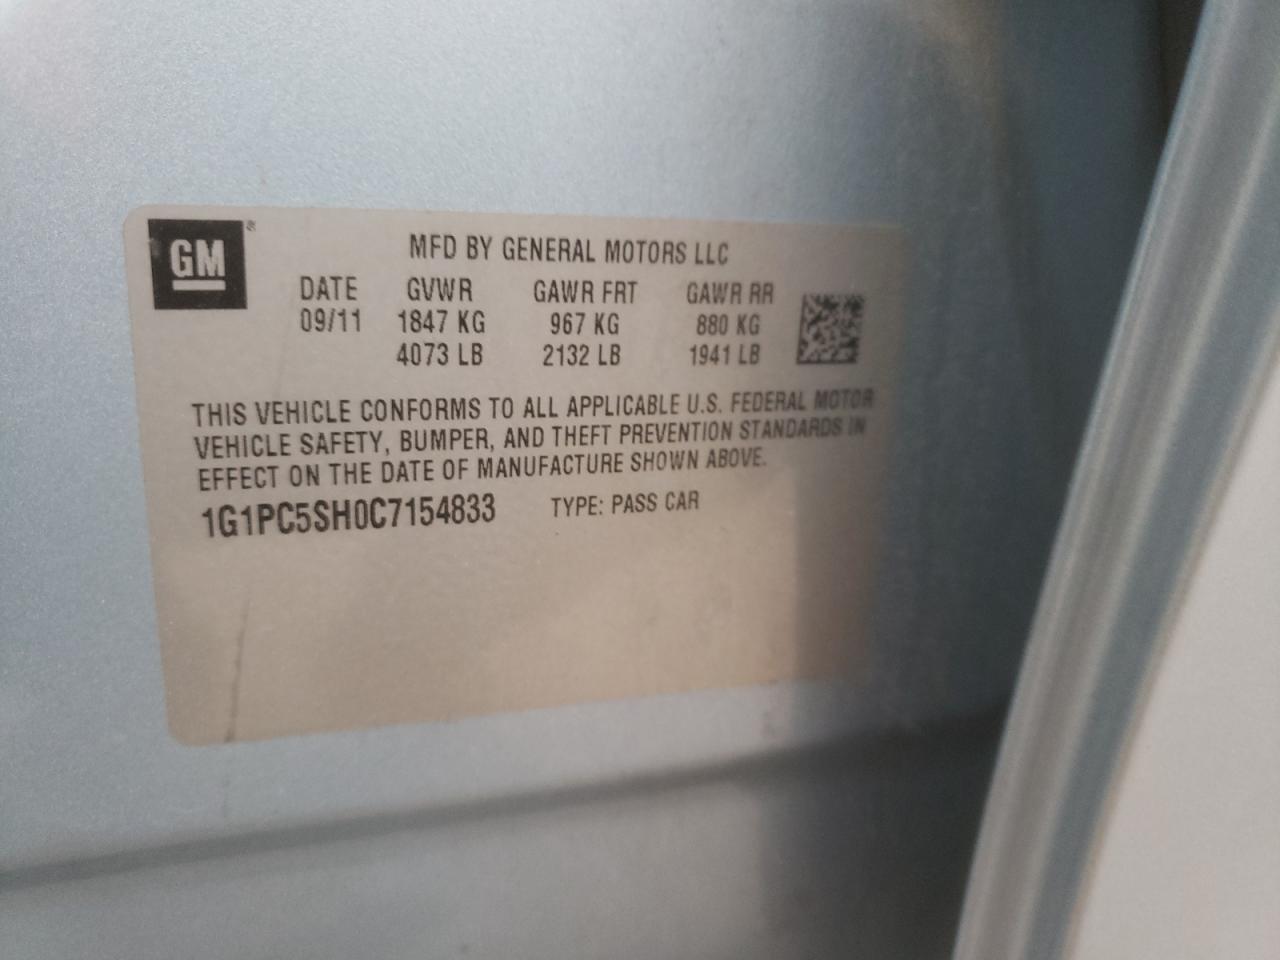 GM
MFD BY GENERAL MOTORS LLC
DATE GVWR GAWR FRT GAWR RR
09/11 1847 KG 967 KG 880 KG
4073 LB 2132 LB 1941 LB
THIS VEHICLE CONFORMS TO ALL APPLICABLE U.S. FEDERAL MOTOR
VEHICLE SAFETY, BUMPER, AND THEFT PREVENTION STANDARDS IN
EFFECT ON THE DATE OF MANUFACTURE SHOWN ABOVE.
1G1PC5SH0C7154833 TYPE: PASS CAR